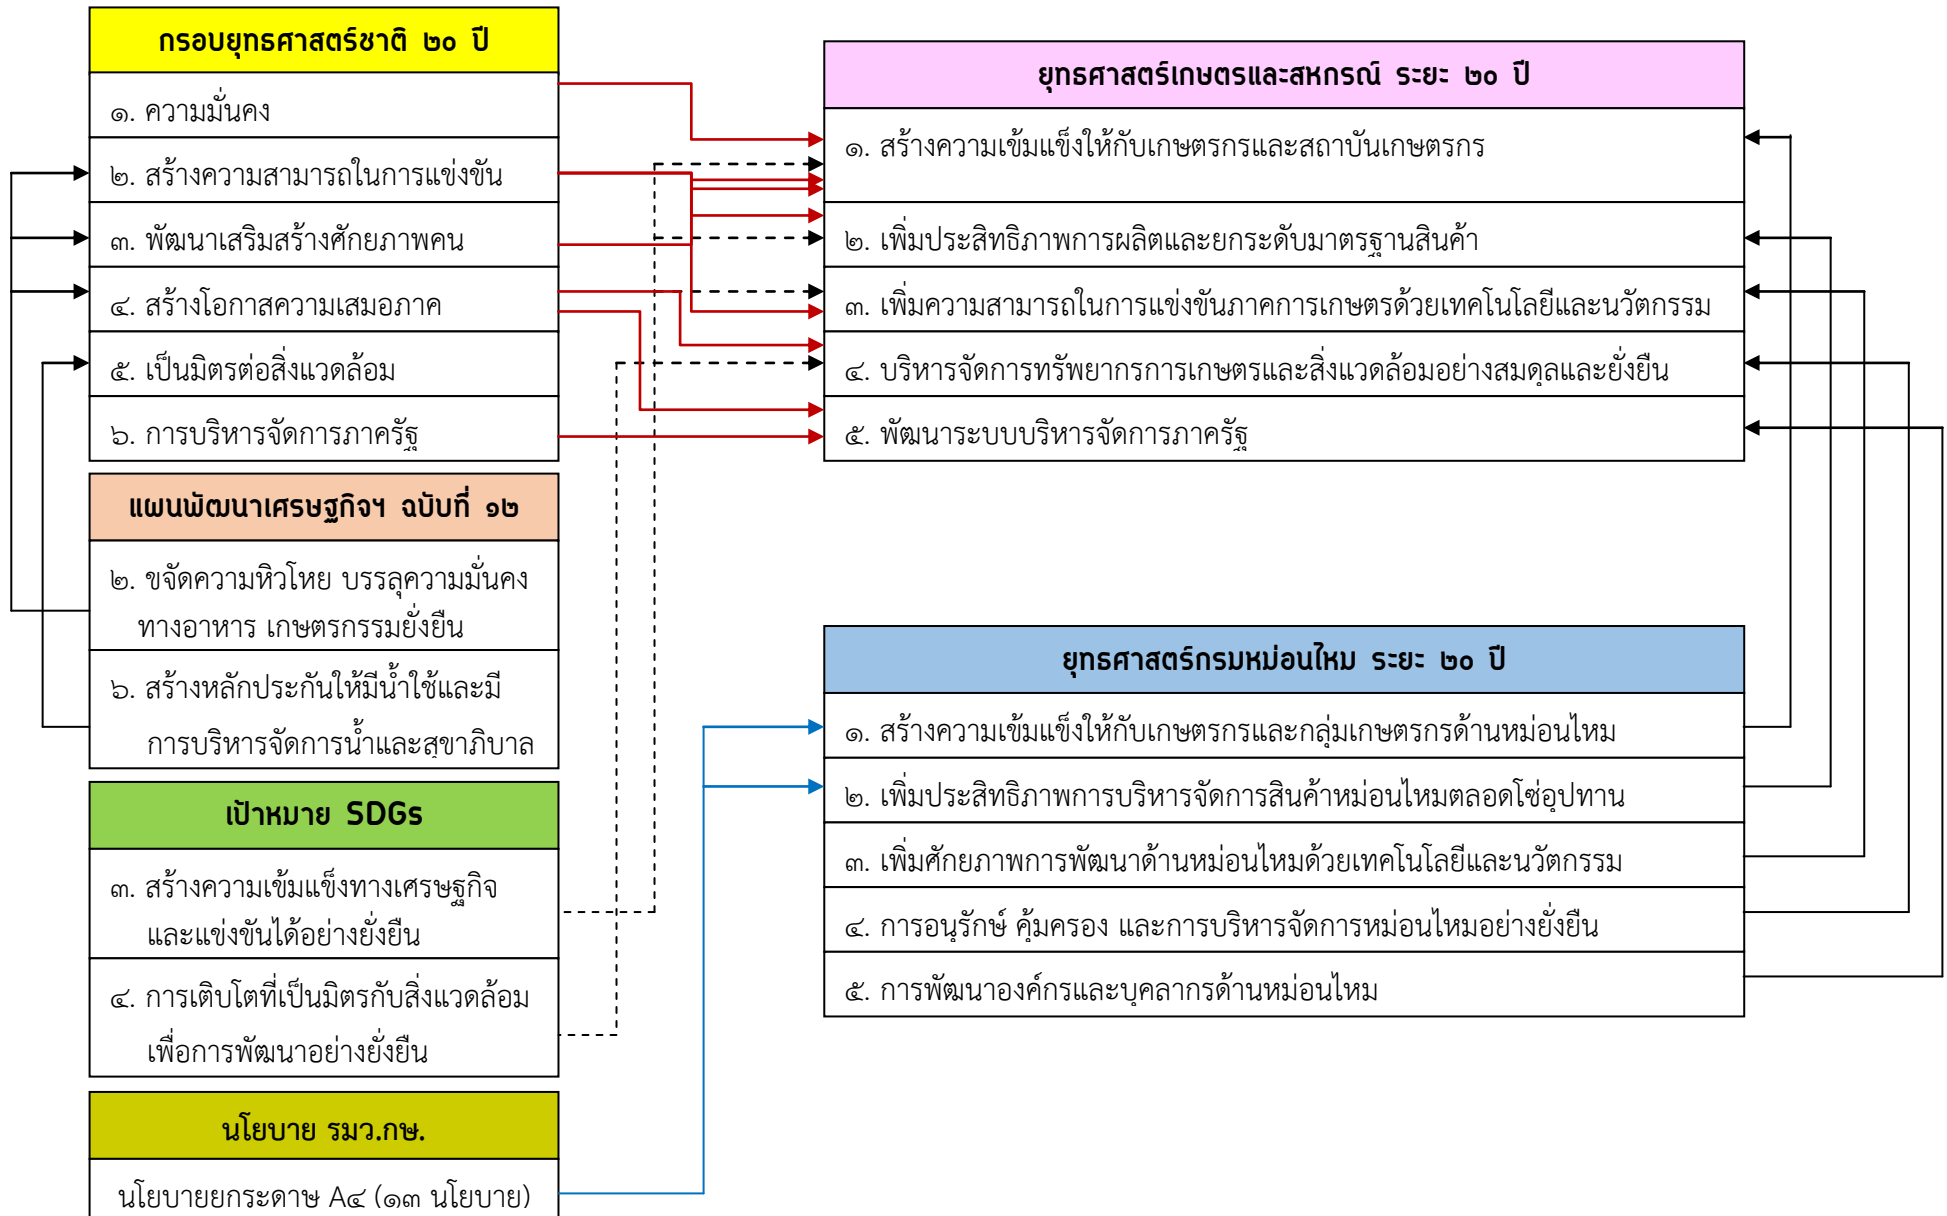 กรอบยุทธศาสตร์ชาติ ๒๐ ปี
๑. ความมั่นคง
๒. สร้างความสามารถในการแข่งขัน
๓. พัฒนาเสริมสร้างศักยภาพคน
๔. สร้างโอกาสความเสมอภาค
๕. เป็นมิตรต่อสิ่งแวดล้อม
๖. การบริหารจัดการภาครัฐ
แผนพัฒนาเศรษฐกิจฯ ฉบับที่ ๑๒
๒. ขจัดความหิวโหย บรรลุความมั่นคง
ทางอาหาร เกษตรกรรมยั่งยืน
๖. สร้างหลักประกันให้มีน้ำใช้และมี
การบริหารจัดการน้ำและสุขาภิบาล
เป้าหมาย SDGs
๓. สร้างความเข้มแข็งทางเศรษฐกิจ
และแข่งขันได้อย่างยั่งยืน
๔. การเติบโตที่เป็นมิตรกับสิ่งแวดล้อม
เพื่อการพัฒนาอย่างยั่งยืน
นโยบาย รมว.กษ.
นโยบายยกระดาษ A๔ (๑๓ นโยบาย)
ยุทธศาสตร์เกษตรและสหกรณ์ ระยะ ๒๐ ปี
๑. สร้างความเข้มแข็งให้กับเกษตรกรและสถาบันเกษตรกร
๒. เพิ่มประสิทธิภาพการผลิตและยกระดับมาตรฐานสินค้า
๓. เพิ่มความสามารถในการแข่งขันภาคการเกษตรด้วยเทคโนโลยีและนวัตกรรม
๔. บริหารจัดการทรัพยากรการเกษตรและสิ่งแวดล้อมอย่างสมดุลและยั่งยืน
๕. พัฒนาระบบบริหารจัดการภาครัฐ
ยุทธศาสตร์กรมหม่อนไหม ระยะ ๒๐ ปี
๑. สร้างความเข้มแข็งให้กับเกษตรกรและกลุ่มเกษตรกรด้านหม่อนไหม
๒. เพิ่มประสิทธิภาพการบริหารจัดการสินค้าหม่อนไหมตลอดโซ่อุปทาน
๓. เพิ่มศักยภาพการพัฒนาด้านหม่อนไหมด้วยเทคโนโลยีและนวัตกรรม
๔. การอนุรักษ์ คุ้มครอง และการบริหารจัดการหม่อนไหมอย่างยั่งยืน
๕. การพัฒนาองค์กรและบุคลากรด้านหม่อนไหม